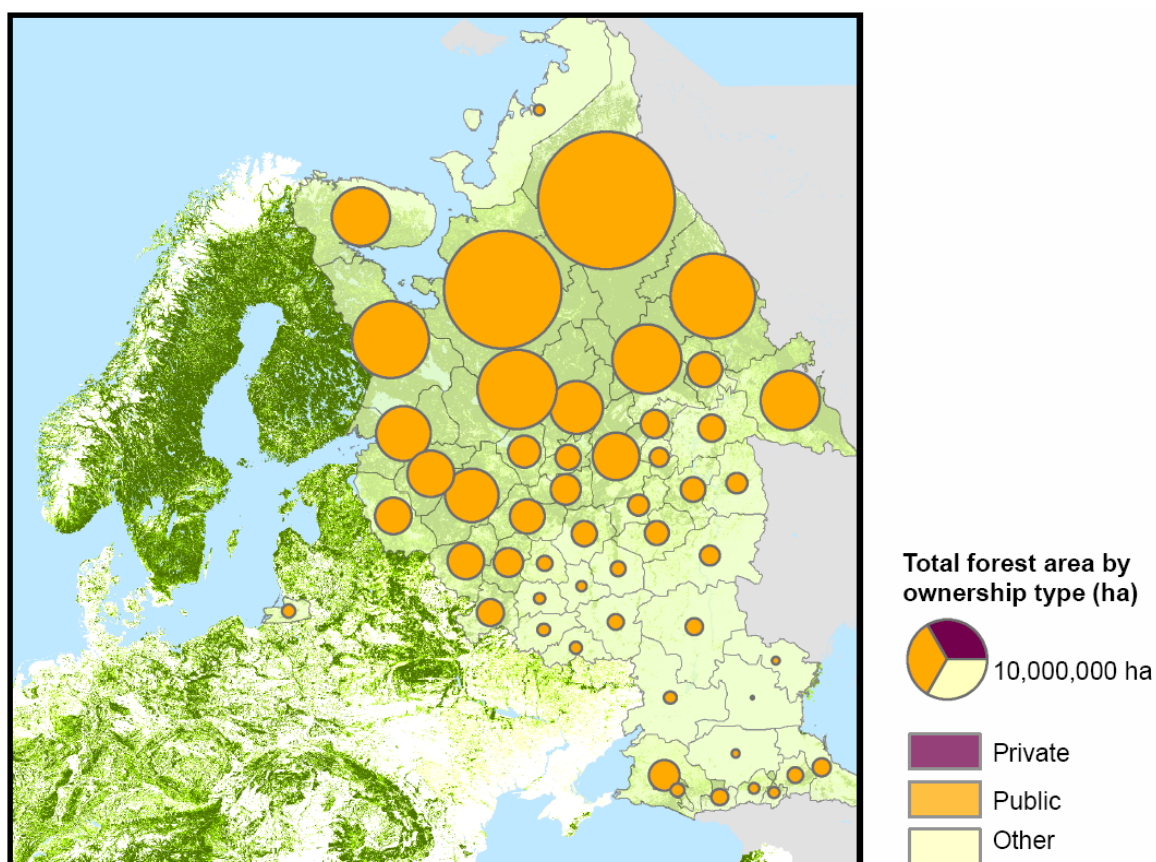 Total forest area by
ownership type (ha)
10,000,000 ha
Private
Public
Other